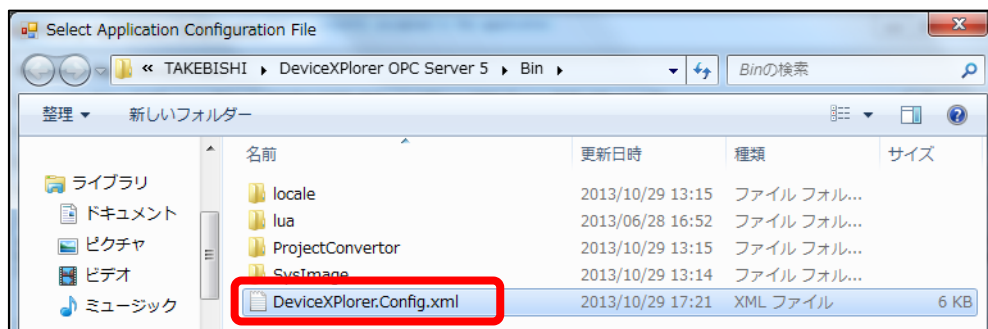 Select Application Configuration File
« TAKEBISHI ▸ DeviceXPlorer OPC Server 5 ▸ Bin ▸ Binの検索
整理 ▼ 新しいフォルダー
名前 更新日時 種類 サイズ
ライブラリ
ドキュメント
ピクチャ
ビデオ
ミュージック
locale 2013/10/29 13:15 ファイル フォル...
lua 2013/06/28 16:52 ファイル フォル...
ProjectConvertor 2013/10/29 13:15 ファイル フォル...
SysImage 2013/10/29 13:14 ファイル フォル...
DeviceXPlorer.Config.xml 2013/10/29 17:21 XML ファイル 6 KB